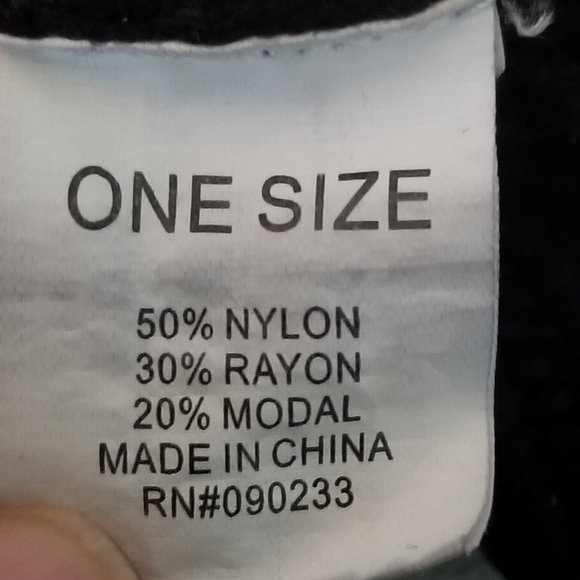 ONE SIZE
50% NYLON
30% RAYON
20% MODAL
MADE IN CHINA
RN#090233